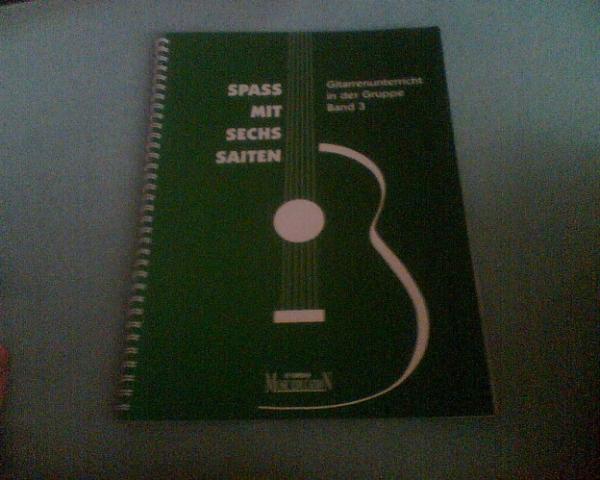 SPASS
MIT
SECHS
SAITEN
Gitarrenunterricht
in der Gruppe
Band 3